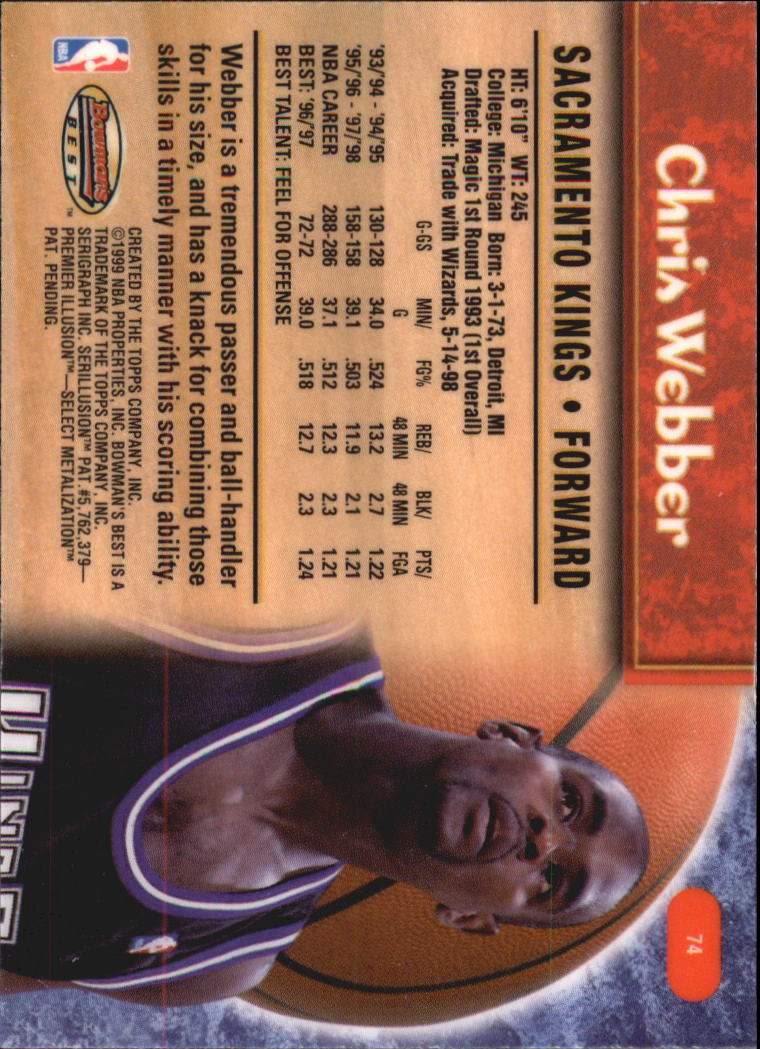 Chris Webber
74
SACRAMENTO KINGS • FORWARD
HT: 6'10" WT: 245
College: Michigan Born: 3-1-73, Detroit, MI
Drafted: Magic 1st Round 1993 (1st Overall)
Acquired: Trade with Wizards, 5-14-98
G-GS MIN/ FG% REB/ BLK/ PTS/
G 48 MIN 48 MIN FGA
'93/'94 - '94/'95 130-128 34.0 .524 13.2 2.7 1.22
'95/'96 - '97/'98 158-158 39.1 .503 11.9 2.1 1.21
NBA CAREER 288-286 37.1 .512 12.3 2.3 1.21
BEST: '96/'97 72-72 39.0 .518 12.7 2.3 1.24
BEST TALENT: FEEL FOR OFFENSE
Webber is a tremendous passer and ball-handler
for his size, and has a knack for combining those
skills in a timely manner with his scoring ability.
NBA
Bowman's
BEST™
CREATED BY THE TOPPS COMPANY, INC.
©1999 NBA PROPERTIES, INC. BOWMAN'S BEST IS A
TRADEMARK OF THE TOPPS COMPANY, INC.
SERIGRAPH INC. SERILLUSION™ PAT. #5,762,379—
PREMIER ILLUSION™—SELECT METALIZATION™
PAT. PENDING.
KINGS